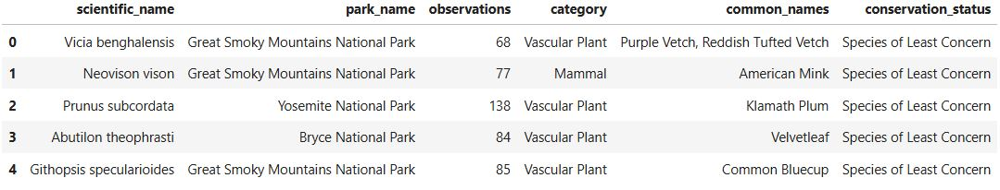 scientific_name park_name observations category common_names conservation_status
0 Vicia benghalensis Great Smoky Mountains National Park 68 Vascular Plant Purple Vetch, Reddish Tufted Vetch Species of Least Concern
1 Neovison vison Great Smoky Mountains National Park 77 Mammal American Mink Species of Least Concern
2 Prunus subcordata Yosemite National Park 138 Vascular Plant Klamath Plum Species of Least Concern
3 Abutilon theophrasti Bryce National Park 84 Vascular Plant Velvetleaf Species of Least Concern
4 Githopsis specularioides Great Smoky Mountains National Park 85 Vascular Plant Common Bluecup Species of Least Concern